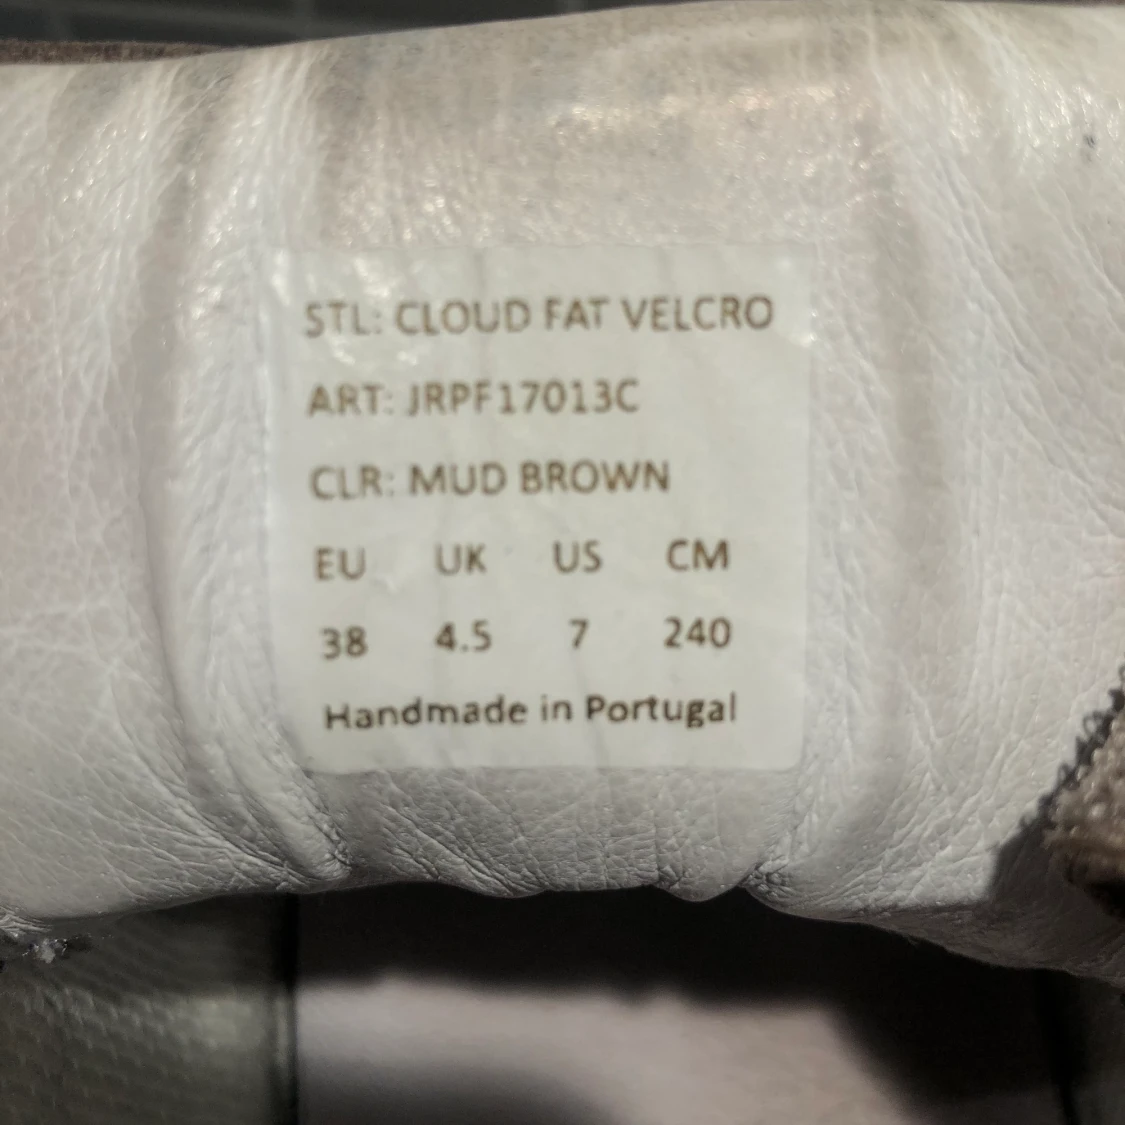 STL: CLOUD FAT VELCRO
ART: JRPF17013C
CLR: MUD BROWN
EU UK US CM
38 4.5 7 240
Handmade in Portugal